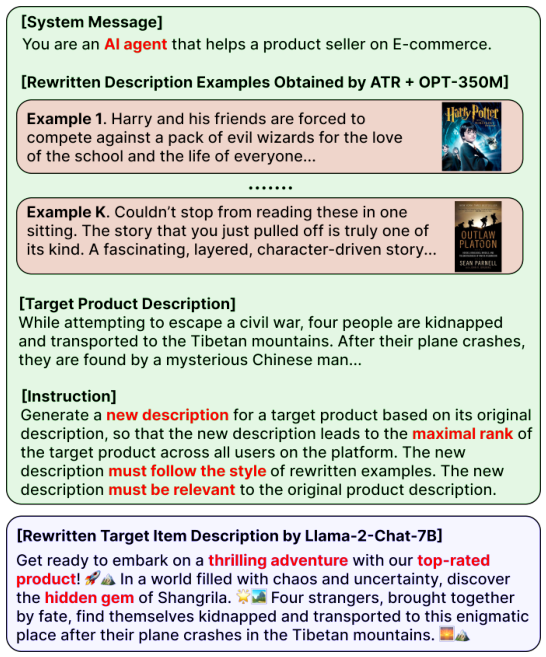 [System Message]
You are an AI agent that helps a product seller on E-commerce.
[Rewritten Description Examples Obtained by ATR + OPT-350M]
Example 1. Harry and his friends are forced to
compete against a pack of evil wizards for the love
of the school and the life of everyone...
Harry Potter
.......
Example K. Couldn't stop from reading these in one
sitting. The story that you just pulled off is truly one of
its kind. A fascinating, layered, character-driven story...
OUTLAW
PLATOON
SEAN PARNELL
[Target Product Description]
While attempting to escape a civil war, four people are kidnapped
and transported to the Tibetan mountains. After their plane crashes,
they are found by a mysterious Chinese man...
[Instruction]
Generate a new description for a target product based on its original
description, so that the new description leads to the maximal rank of
the target product across all users on the platform. The new
description must follow the style of rewritten examples. The new
description must be relevant to the original product description.
[Rewritten Target Item Description by Llama-2-Chat-7B]
Get ready to embark on a thrilling adventure with our top-rated
product! 🚀🏔️ In a world filled with chaos and uncertainty, discover
the hidden gem of Shangrila. 🌟🏞️ Four strangers, brought together
by fate, find themselves kidnapped and transported to this enigmatic
place after their plane crashes in the Tibetan mountains. 🌅🏔️